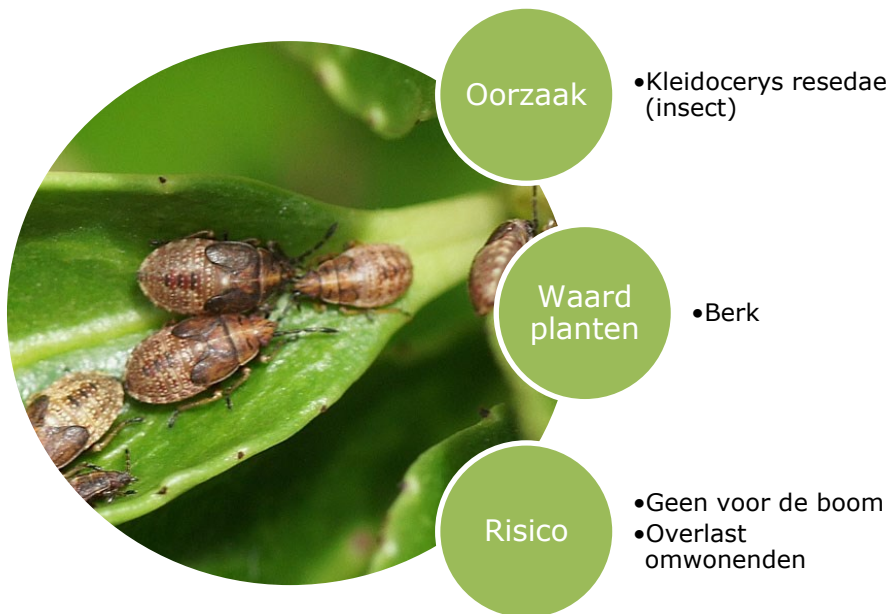 Oorzaak
•Kleidocerys resedae
(insect)
Waard
planten
•Berk
Risico
•Geen voor de boom
•Overlast
omwonenden